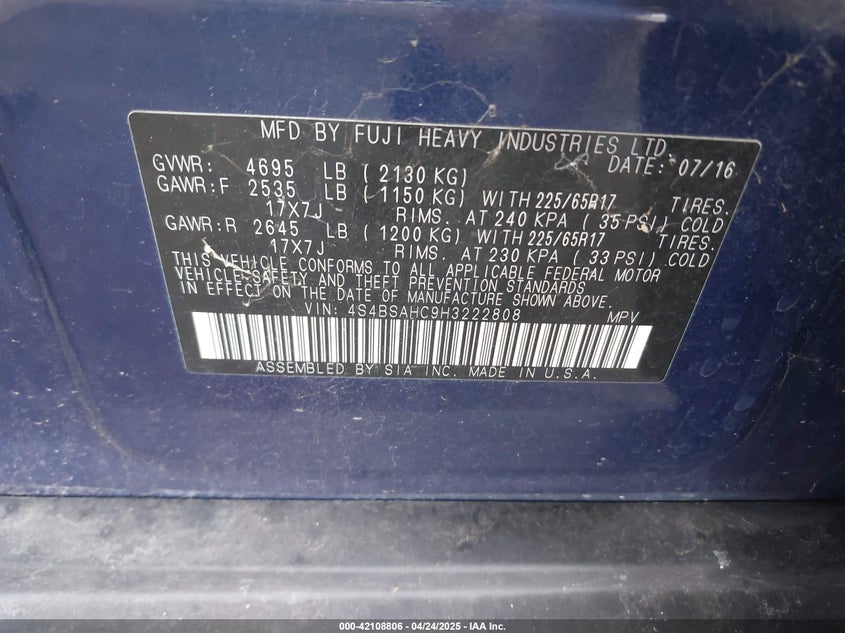 MFD BY FUJI HEAVY INDUSTRIES LTD.
GVWR: 4695 LB ( 2130 KG) DATE: 07/16
GAWR:F 2535 LB ( 1150 KG) WITH 225/65R17 TIRES.
17X7J RIMS. AT 240 KPA ( 35 PSI) COLD
GAWR:R 2645 LB ( 1200 KG) WITH 225/65R17 TIRES.
17X7J RIMS. AT 230 KPA ( 33 PSI) COLD
THIS VEHICLE CONFORMS TO ALL APPLICABLE FEDERAL MOTOR
VEHICLE SAFETY AND THEFT PREVENTION STANDARDS
IN EFFECT ON THE DATE OF MANUFACTURE SHOWN ABOVE.
VIN: 4S4BSAHC9H3222808 MPV
ASSEMBLED BY SIA INC. MADE IN U.S.A.
000-42108806 - 04/24/2025 - IAA Inc.